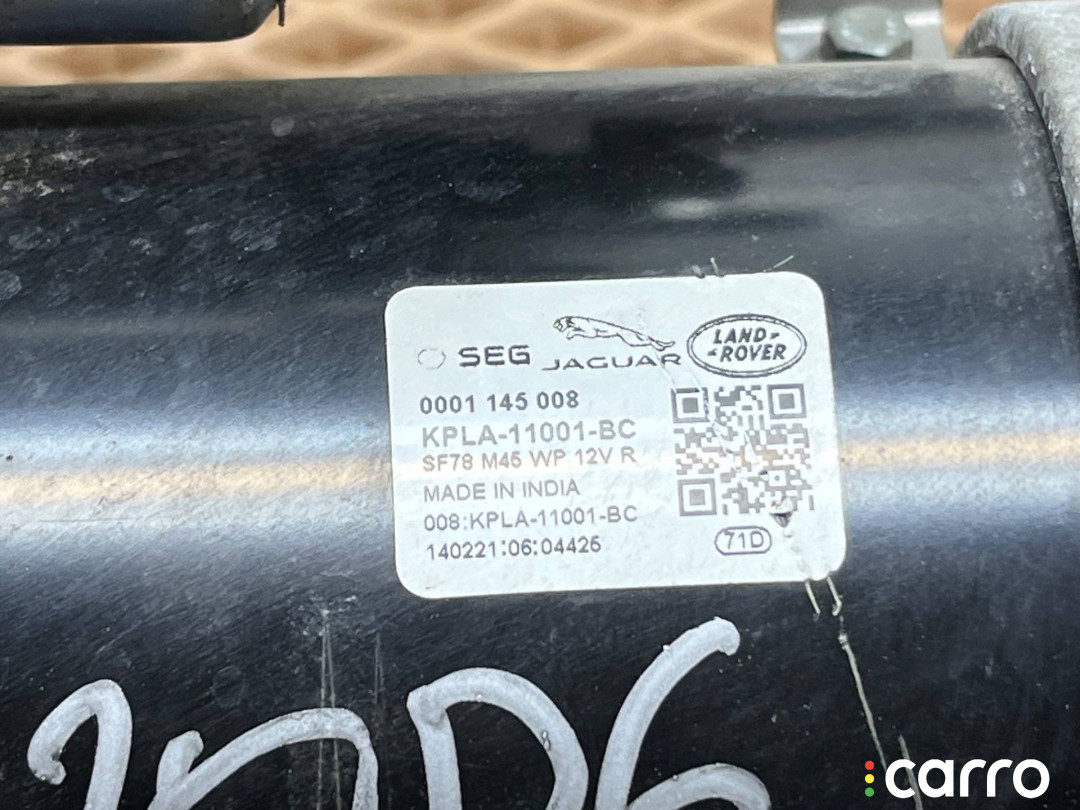 SEG JAGUAR LAND ROVER
0001 145 008
KPLA-11001-BC
SF78 M45 WP 12V R
MADE IN INDIA
008:KPLA-11001-BC
140221:06:04426
71D
carro